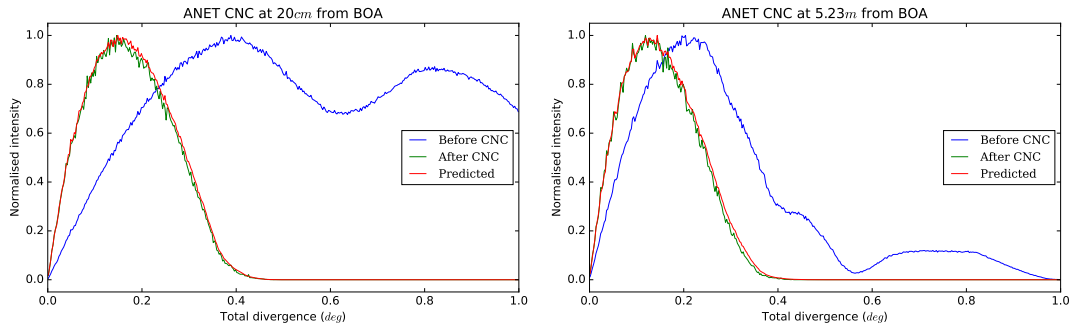 ANET CNC at 20cm from BOA
Normalised intensity
1.0
0.8
0.6
0.4
0.2
0.0
Before CNC
After CNC
Predicted
0.0 0.2 0.4 0.6 0.8 1.0
Total divergence (deg)
ANET CNC at 5.23m from BOA
Normalised intensity
1.0
0.8
0.6
0.4
0.2
0.0
Before CNC
After CNC
Predicted
0.0 0.2 0.4 0.6 0.8 1.0
Total divergence (deg)